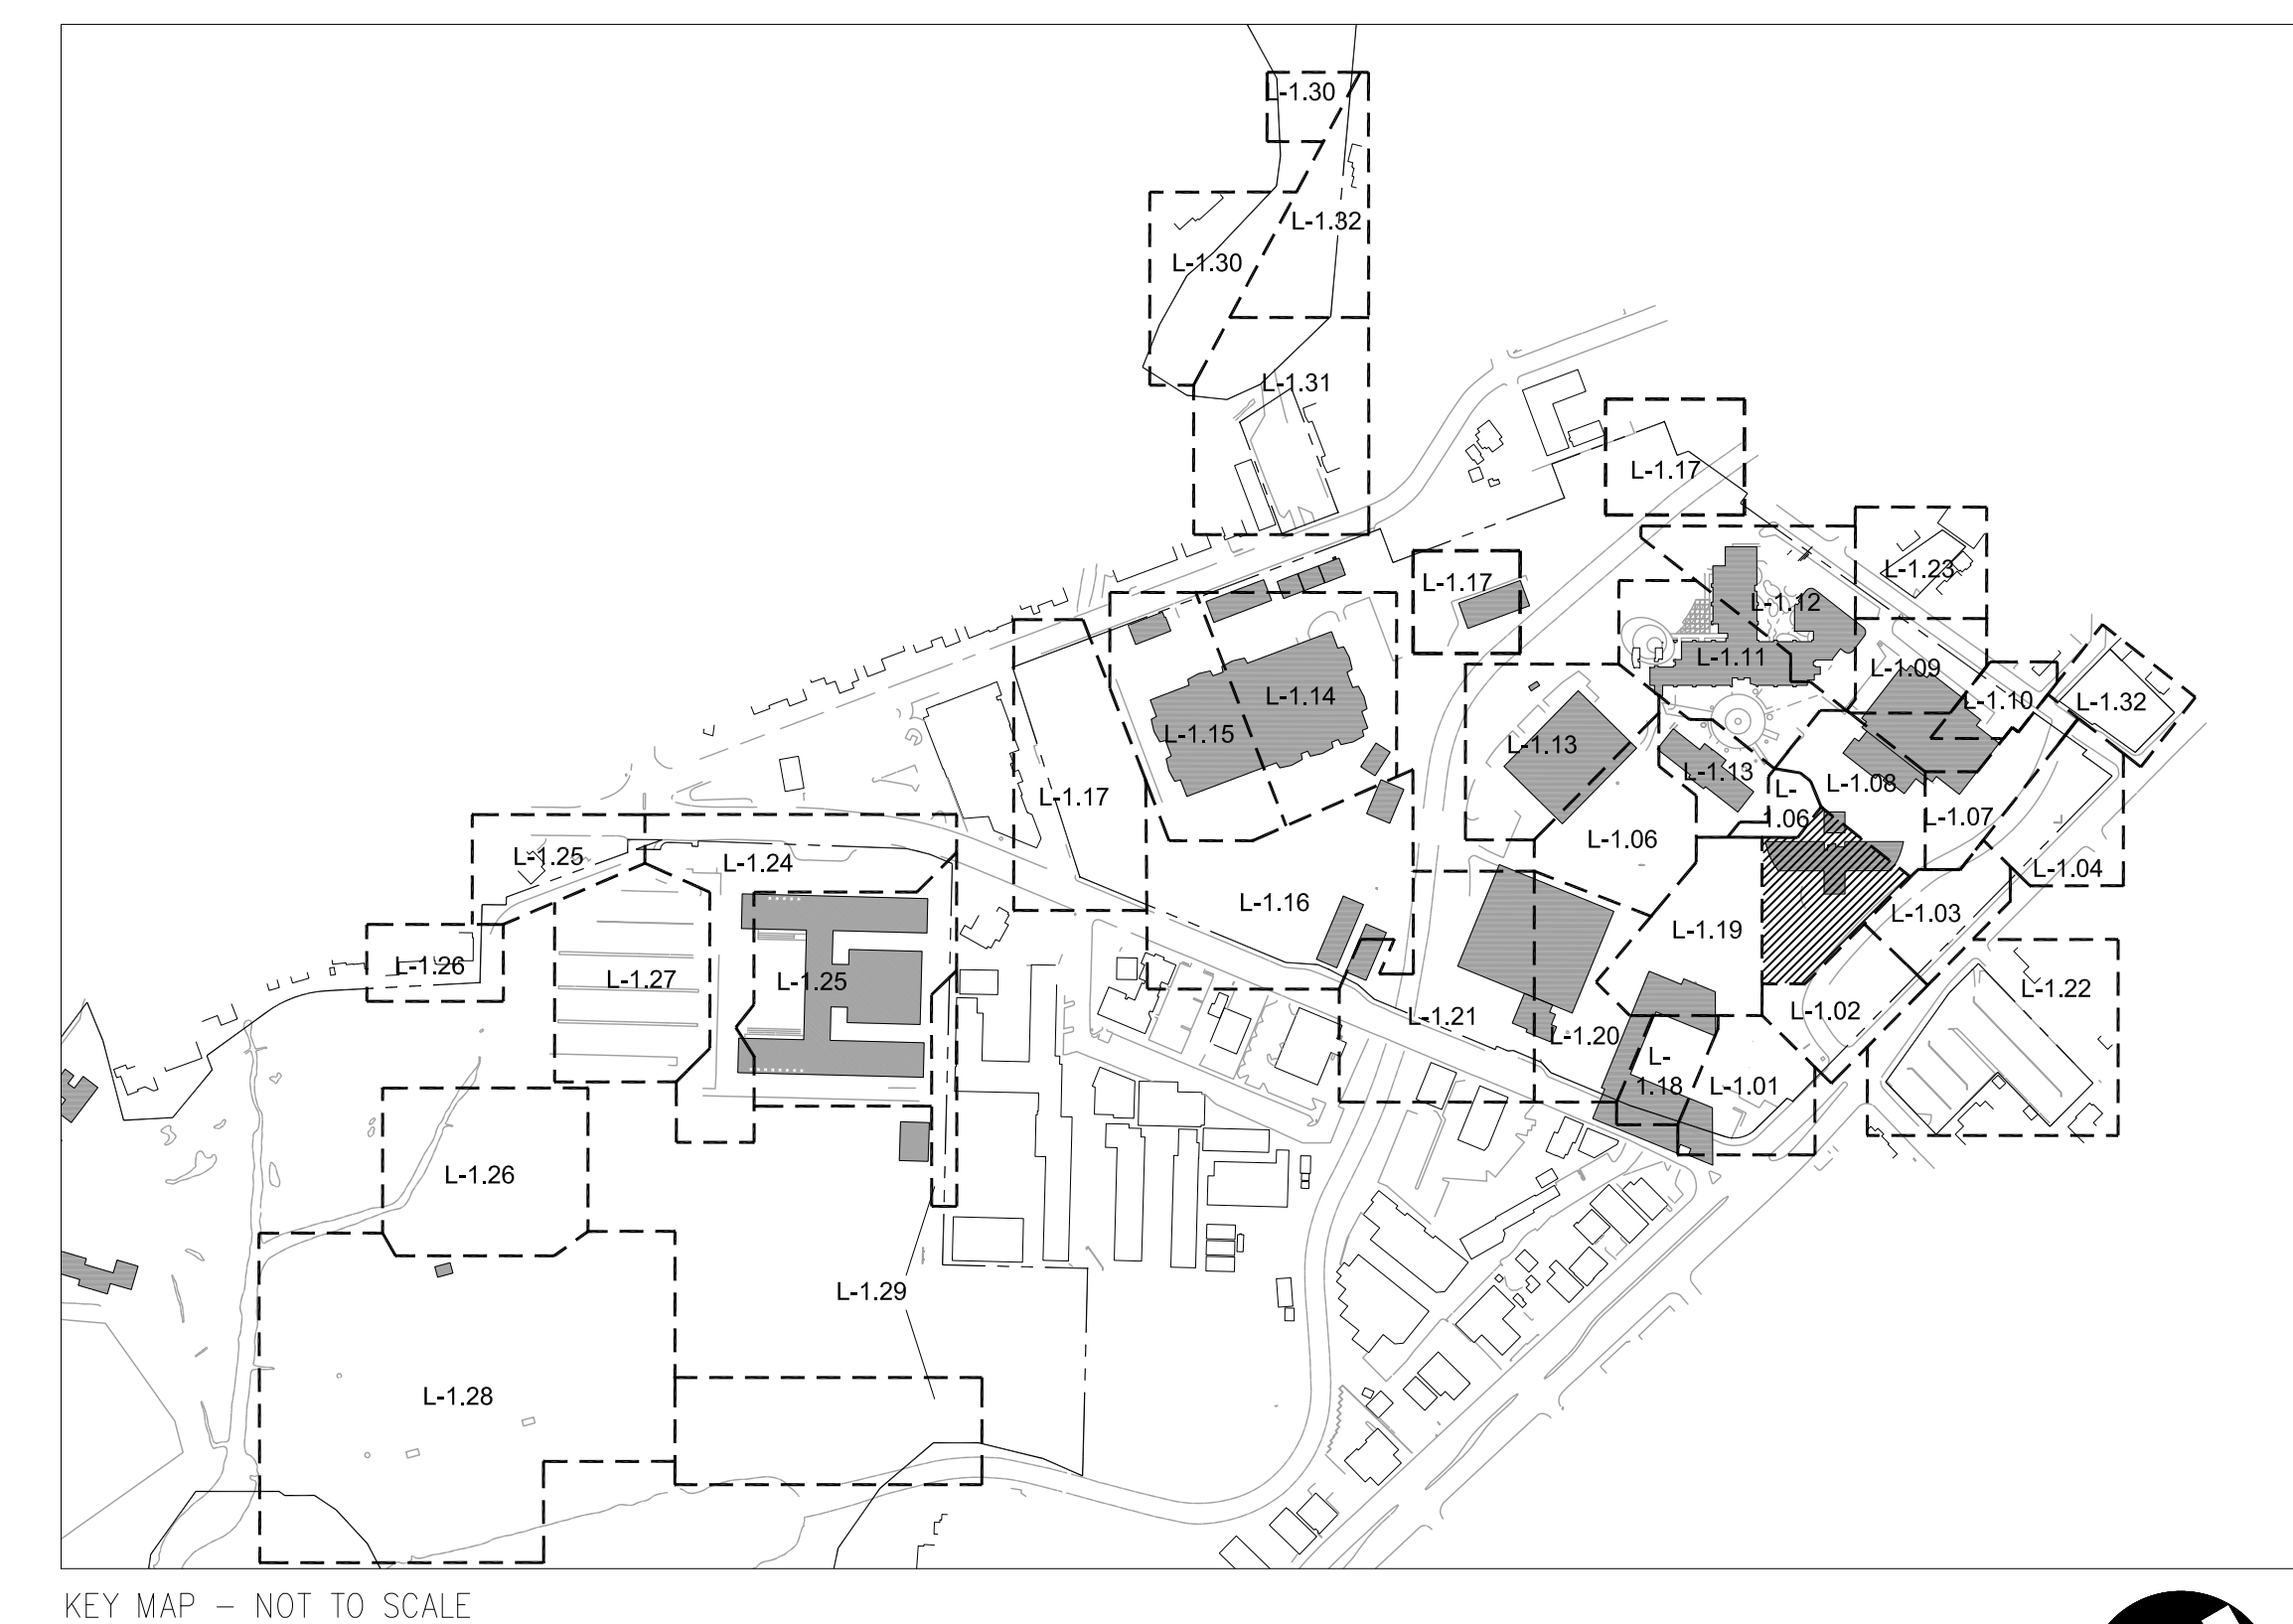 L-1.30
L-1.32
L-1.30
L-1.31
L-1.17
L-1.23
L-1.17
L-1.12
L-1.11
L-1.09
L-1.14
L-1.10
L-1.32
L-1.15
L-1.13
L-1.13
L-1.08
L-1.17
L-
1.06
L-1.07
L-1.06
L-1.25
L-1.24
L-1.04
L-1.16
L-1.03
L-1.19
L-1.26
L-1.27
L-1.25
L-1.22
L-1.02
L-1.21
L-1.20
L-
1.18
L-1.01
L-1.26
L-1.29
L-1.28
KEY MAP – NOT TO SCALE